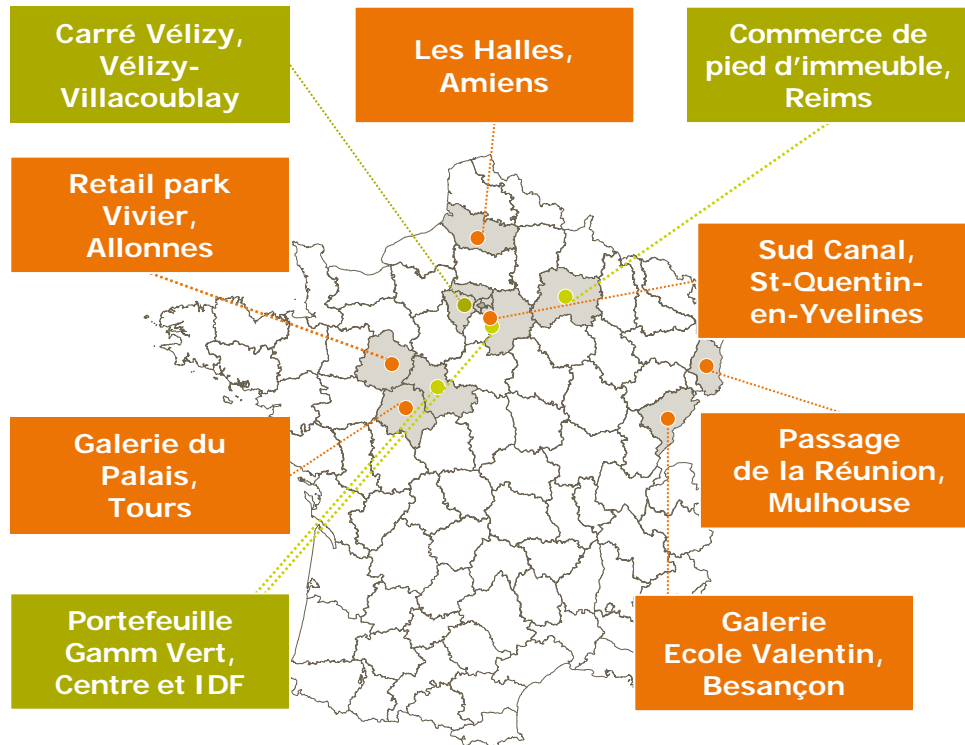 Carré Vélizy,
Vélizy-
Villacoublay
Les Halles,
Amiens
Commerce de
pied d'immeuble,
Reims
Retail park
Vivier,
Allonnes
Sud Canal,
St-Quentin-
en-Yvelines
Galerie du
Palais,
Tours
Passage
de la Réunion,
Mulhouse
Portefeuille
Gamm Vert,
Centre et IDF
Galerie
Ecole Valentin,
Besançon